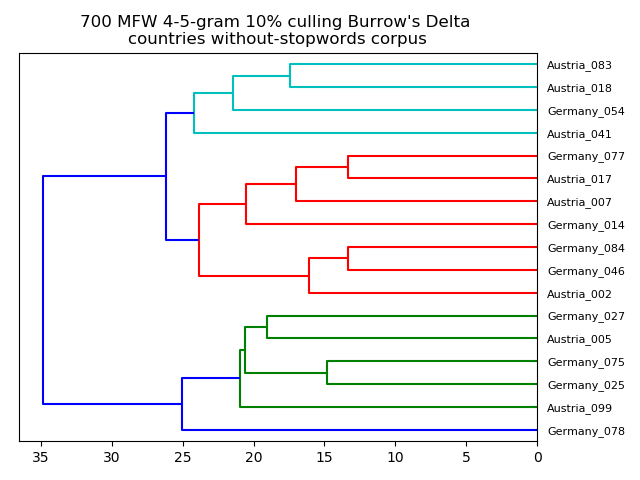 700 MFW 4-5-gram 10% culling Burrow's Delta
countries without-stopwords corpus
Austria_083
Austria_018
Germany_054
Austria_041
Germany_077
Austria_017
Austria_007
Germany_014
Germany_084
Germany_046
Austria_002
Germany_027
Austria_005
Germany_075
Germany_025
Austria_099
Germany_078
35 30 25 20 15 10 5 0